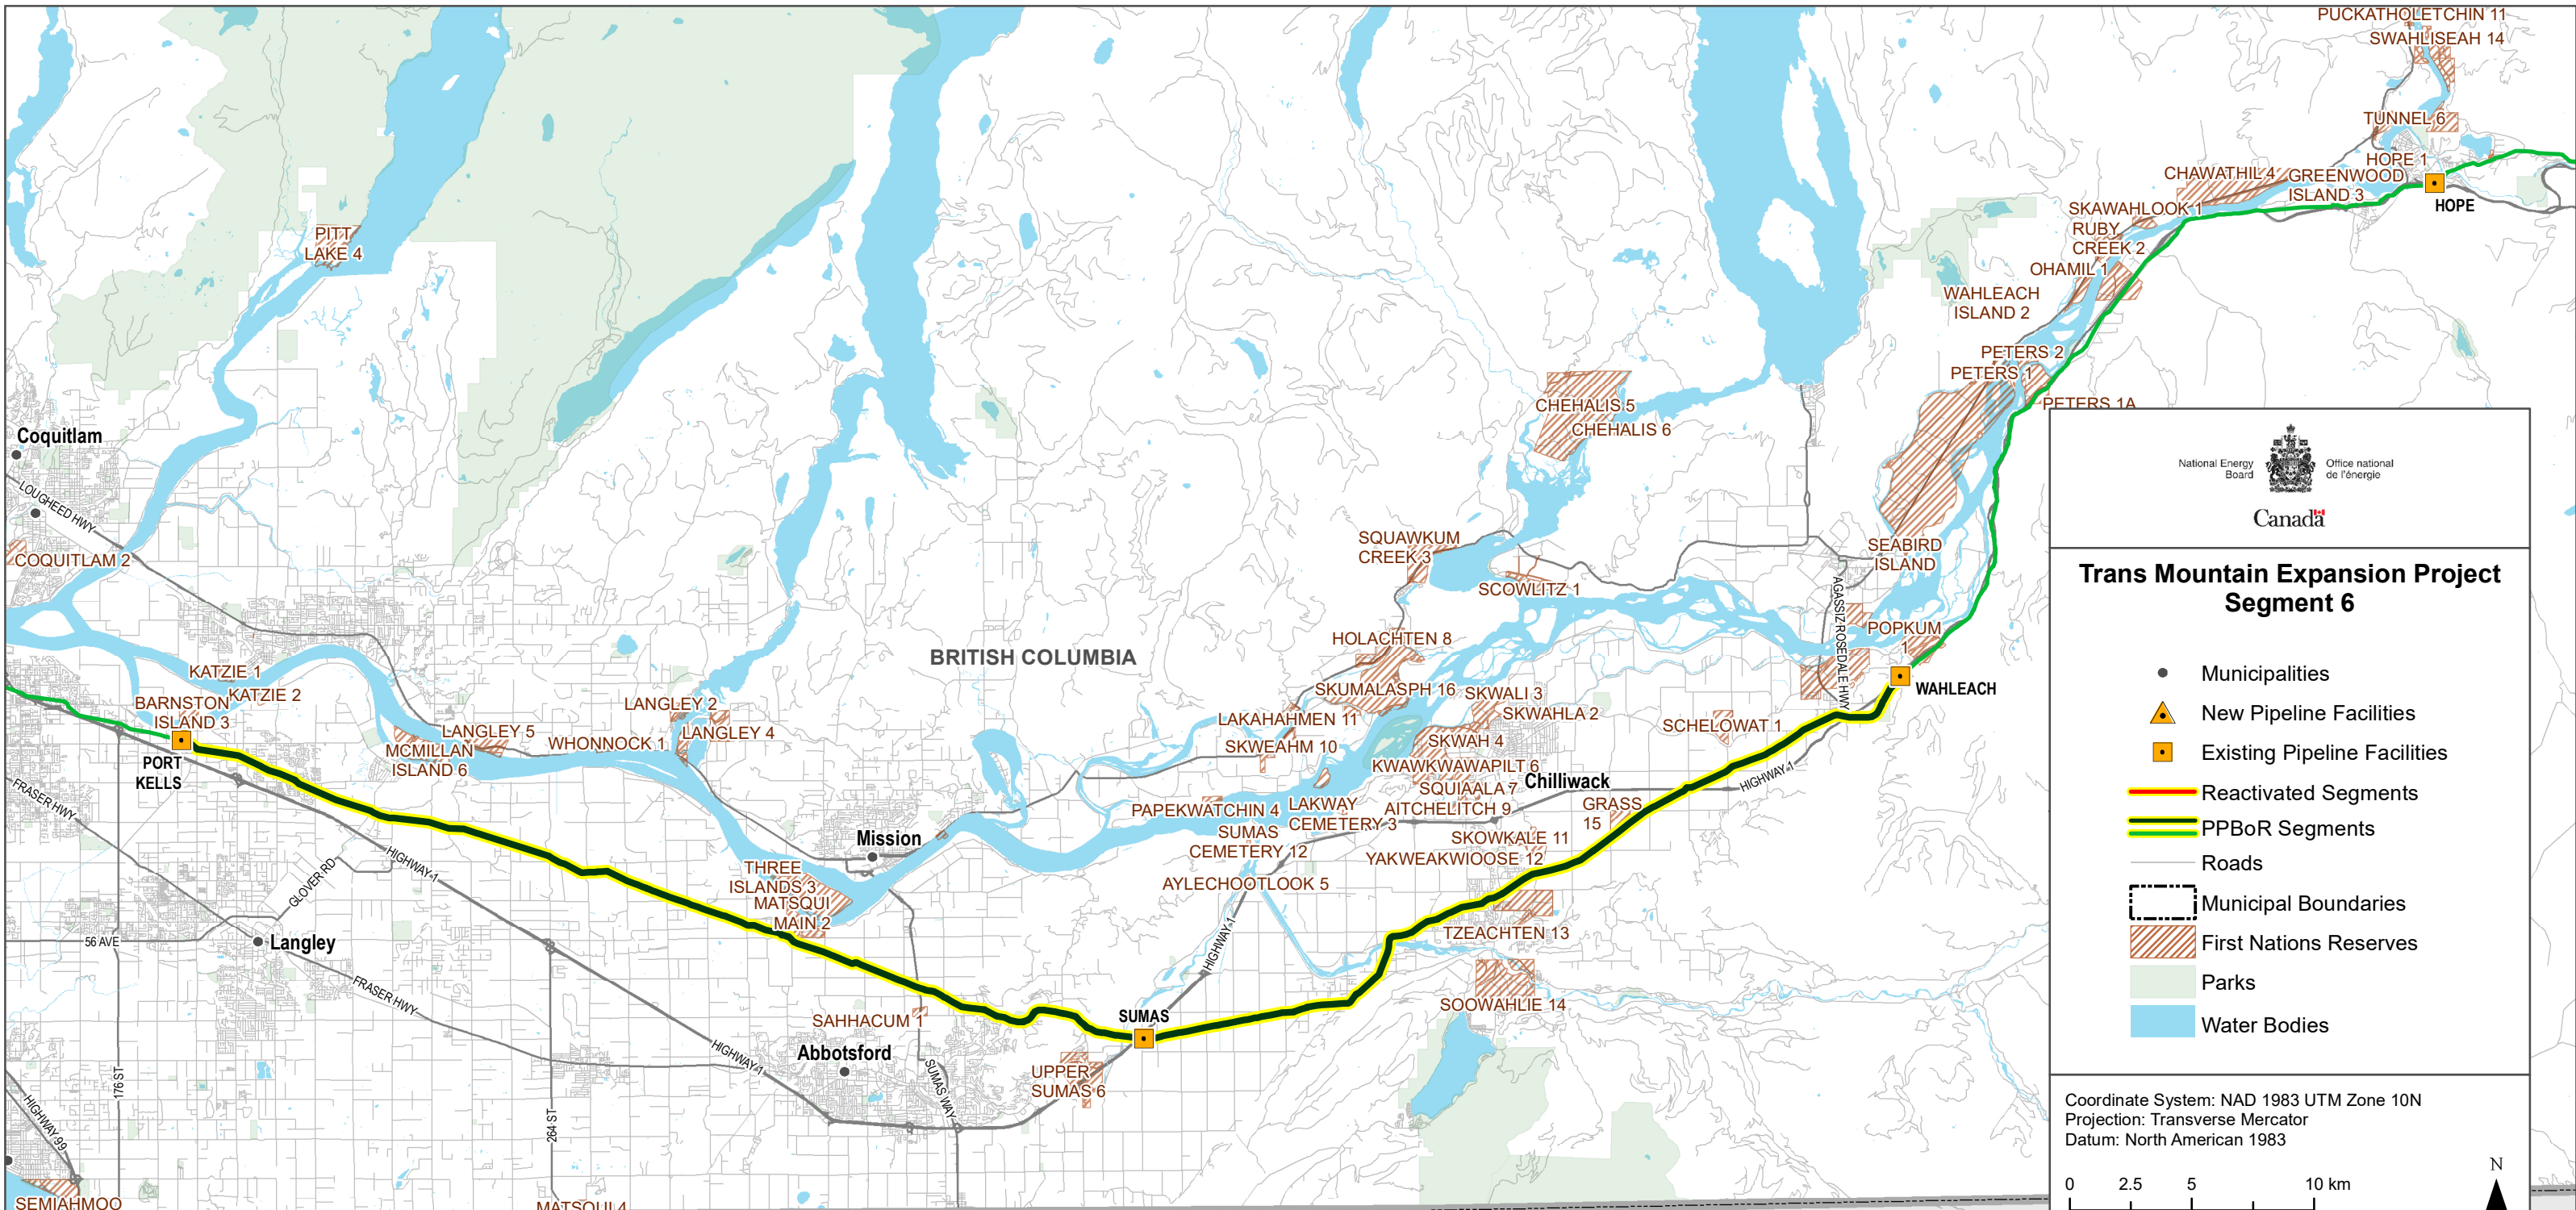 PUCKATHOLETCHIN 11
SWAHLISEAH 14
TUNNEL 6
HOPE 1
CHAWATHIL 4
GREENWOOD
ISLAND 3
HOPE
SKAWAHLOOK 1
RUBY
CREEK 2
OHAMIL 1
WAHLEACH
ISLAND 2
PETERS 2
PETERS 1
PETERS 1A
PITT
LAKE 4
CHEHALIS 5
CHEHALIS 6
Coquitlam
LOUGHEED HWY
COQUITLAM 2
SQUAWKUM
CREEK 3
SCOWLITZ 1
SEABIRD
ISLAND
AGASSIZ-ROSEDALE HWY
POPKUM
1
WAHLEACH
HOLACHTEN 8
BRITISH COLUMBIA
KATZIE 1
KATZIE 2
BARNSTON
ISLAND 3
PORT
KELLS
LANGLEY 5
MCMILLAN
ISLAND 6
WHONNOCK 1
LANGLEY 2
LANGLEY 4
SKUMALASPH 16
SKWALI 3
SKWAHLA 2
LAKAHAHMEN 11
SKWEAHM 10
SKWAH 4
SCHELOWAT 1
KWAWKWAWAPILT 6
Chilliwack
SQUIAALA 7
HIGHWAY 1
PAPEKWATCHIN 4
LAKWAY
CEMETERY 3
AITCHELITCH 9
GRASS
15
SUMAS
CEMETERY 12
SKOWKALE 11
YAKWEAKWIOOSE 12
AYLECHOOTLOOK 5
FRASER HWY
Mission
THREE
ISLANDS 3
MATSQUI
MAIN 2
GLOVER RD
HIGHWAY 1
56 AVE
Langley
FRASER HWY
HIGHWAY 1
TZEACHTEN 13
SOOWAHLIE 14
SAHHACUM 1
SUMAS
Abbotsford
HIGHWAY 1
SUMAS WAY
UPPER
SUMAS 6
176 ST
264 ST
HIGHWAY 99
SEMIAHMOO
MATSQUI 4
National Energy
Board
Office national
de l'énergie
Canada
Trans Mountain Expansion Project
Segment 6
Municipalities
New Pipeline Facilities
Existing Pipeline Facilities
Reactivated Segments
PPBoR Segments
Roads
Municipal Boundaries
First Nations Reserves
Parks
Water Bodies
Coordinate System: NAD 1983 UTM Zone 10N
Projection: Transverse Mercator
Datum: North American 1983
N
0 2.5 5 10 km